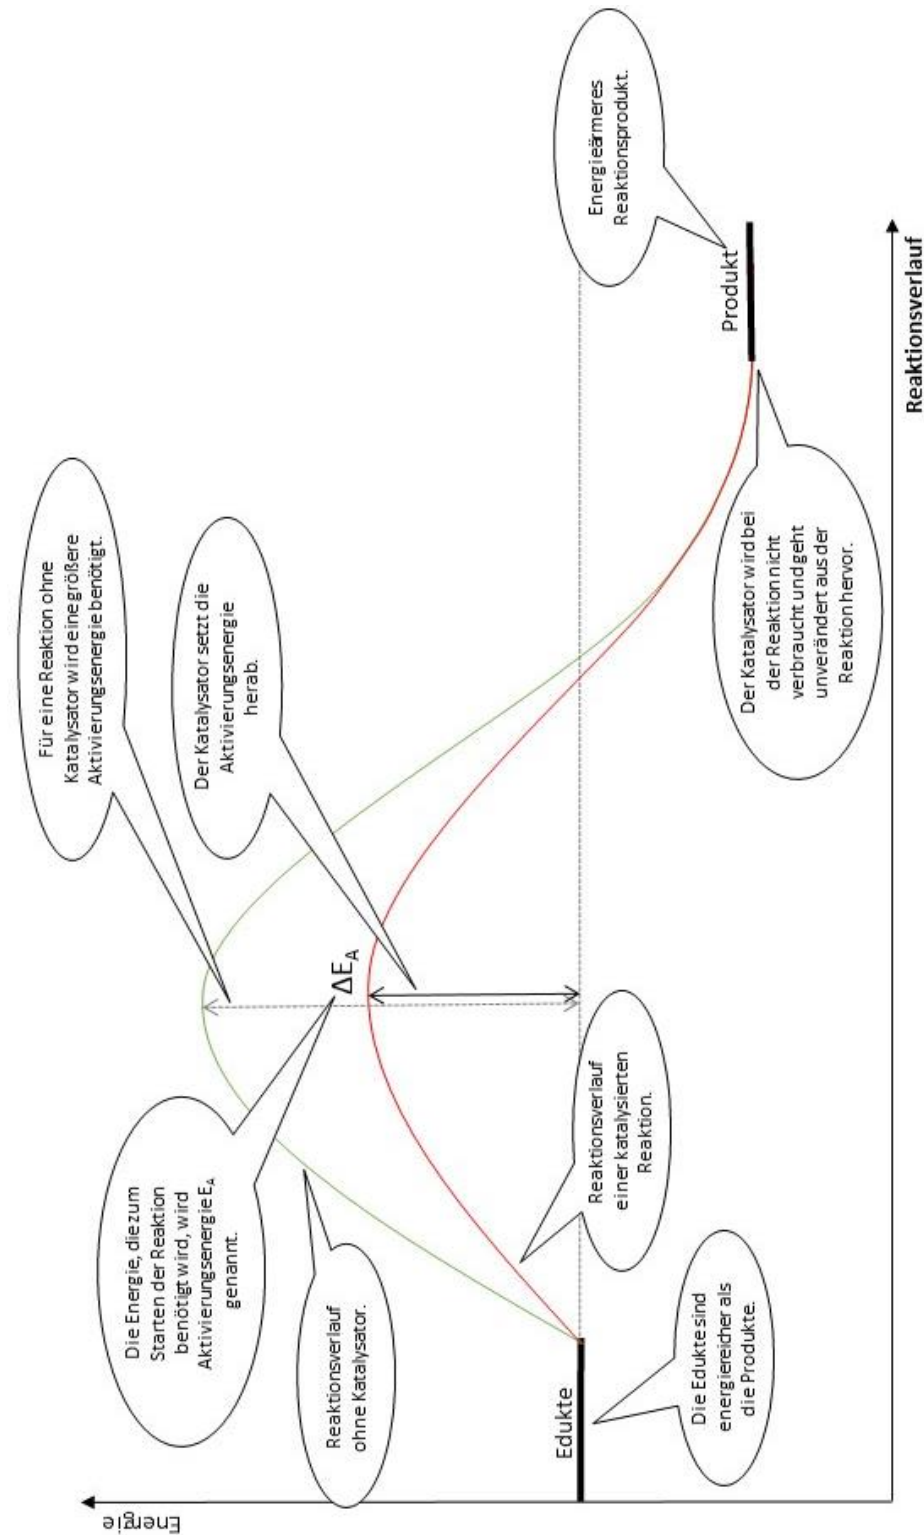 Energie
Für eine Reaktion ohne
Katalysator wird eine größere
Aktivierungsenergie benötigt.
Die Energie, die zum
Starten der Reaktion
benötigt wird, wird
Aktivierungsenergie E_A
genannt.
Der Katalysator setzt die
Aktivierungsenergie
herab.
Reaktionsverlauf
ohne Katalysator.
ΔE_A
Energieärmeres
Reaktionsprodukt.
Edukte
Reaktionsverlauf
einer katalysierten
Reaktion.
Die Edukte sind
energiereicher als
die Produkte.
Produkt
Der Katalysator wird bei
der Reaktion nicht
verbraucht und geht
unverändert aus der
Reaktion hervor.
Reaktionsverlauf